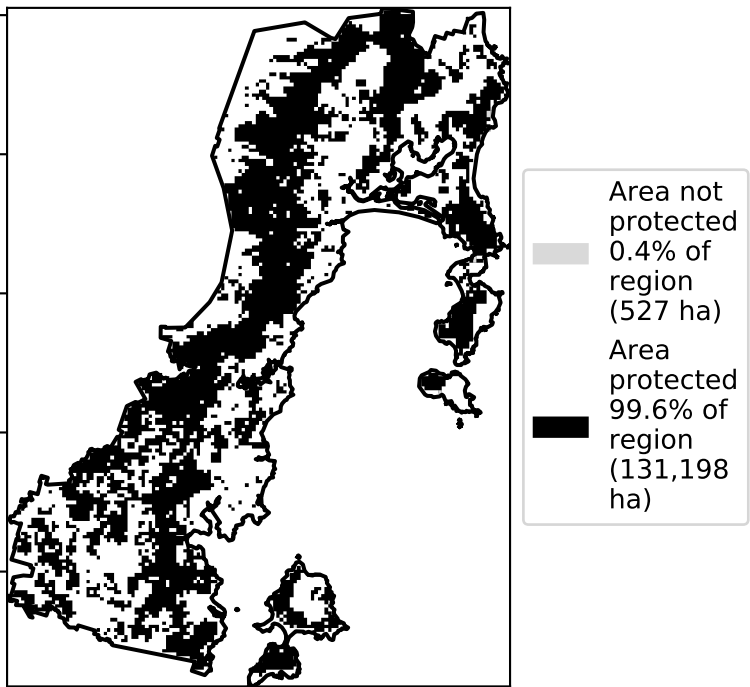 Area not
protected
0.4% of
region
(527 ha)
Area
protected
99.6% of
region
(131,198
ha)